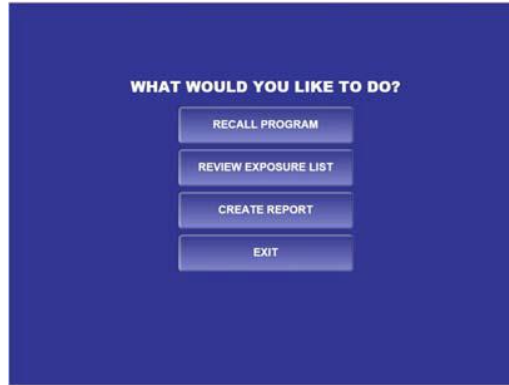 WHAT WOULD YOU LIKE TO DO?
RECALL PROGRAM
REVIEW EXPOSURE LIST
CREATE REPORT
EXIT